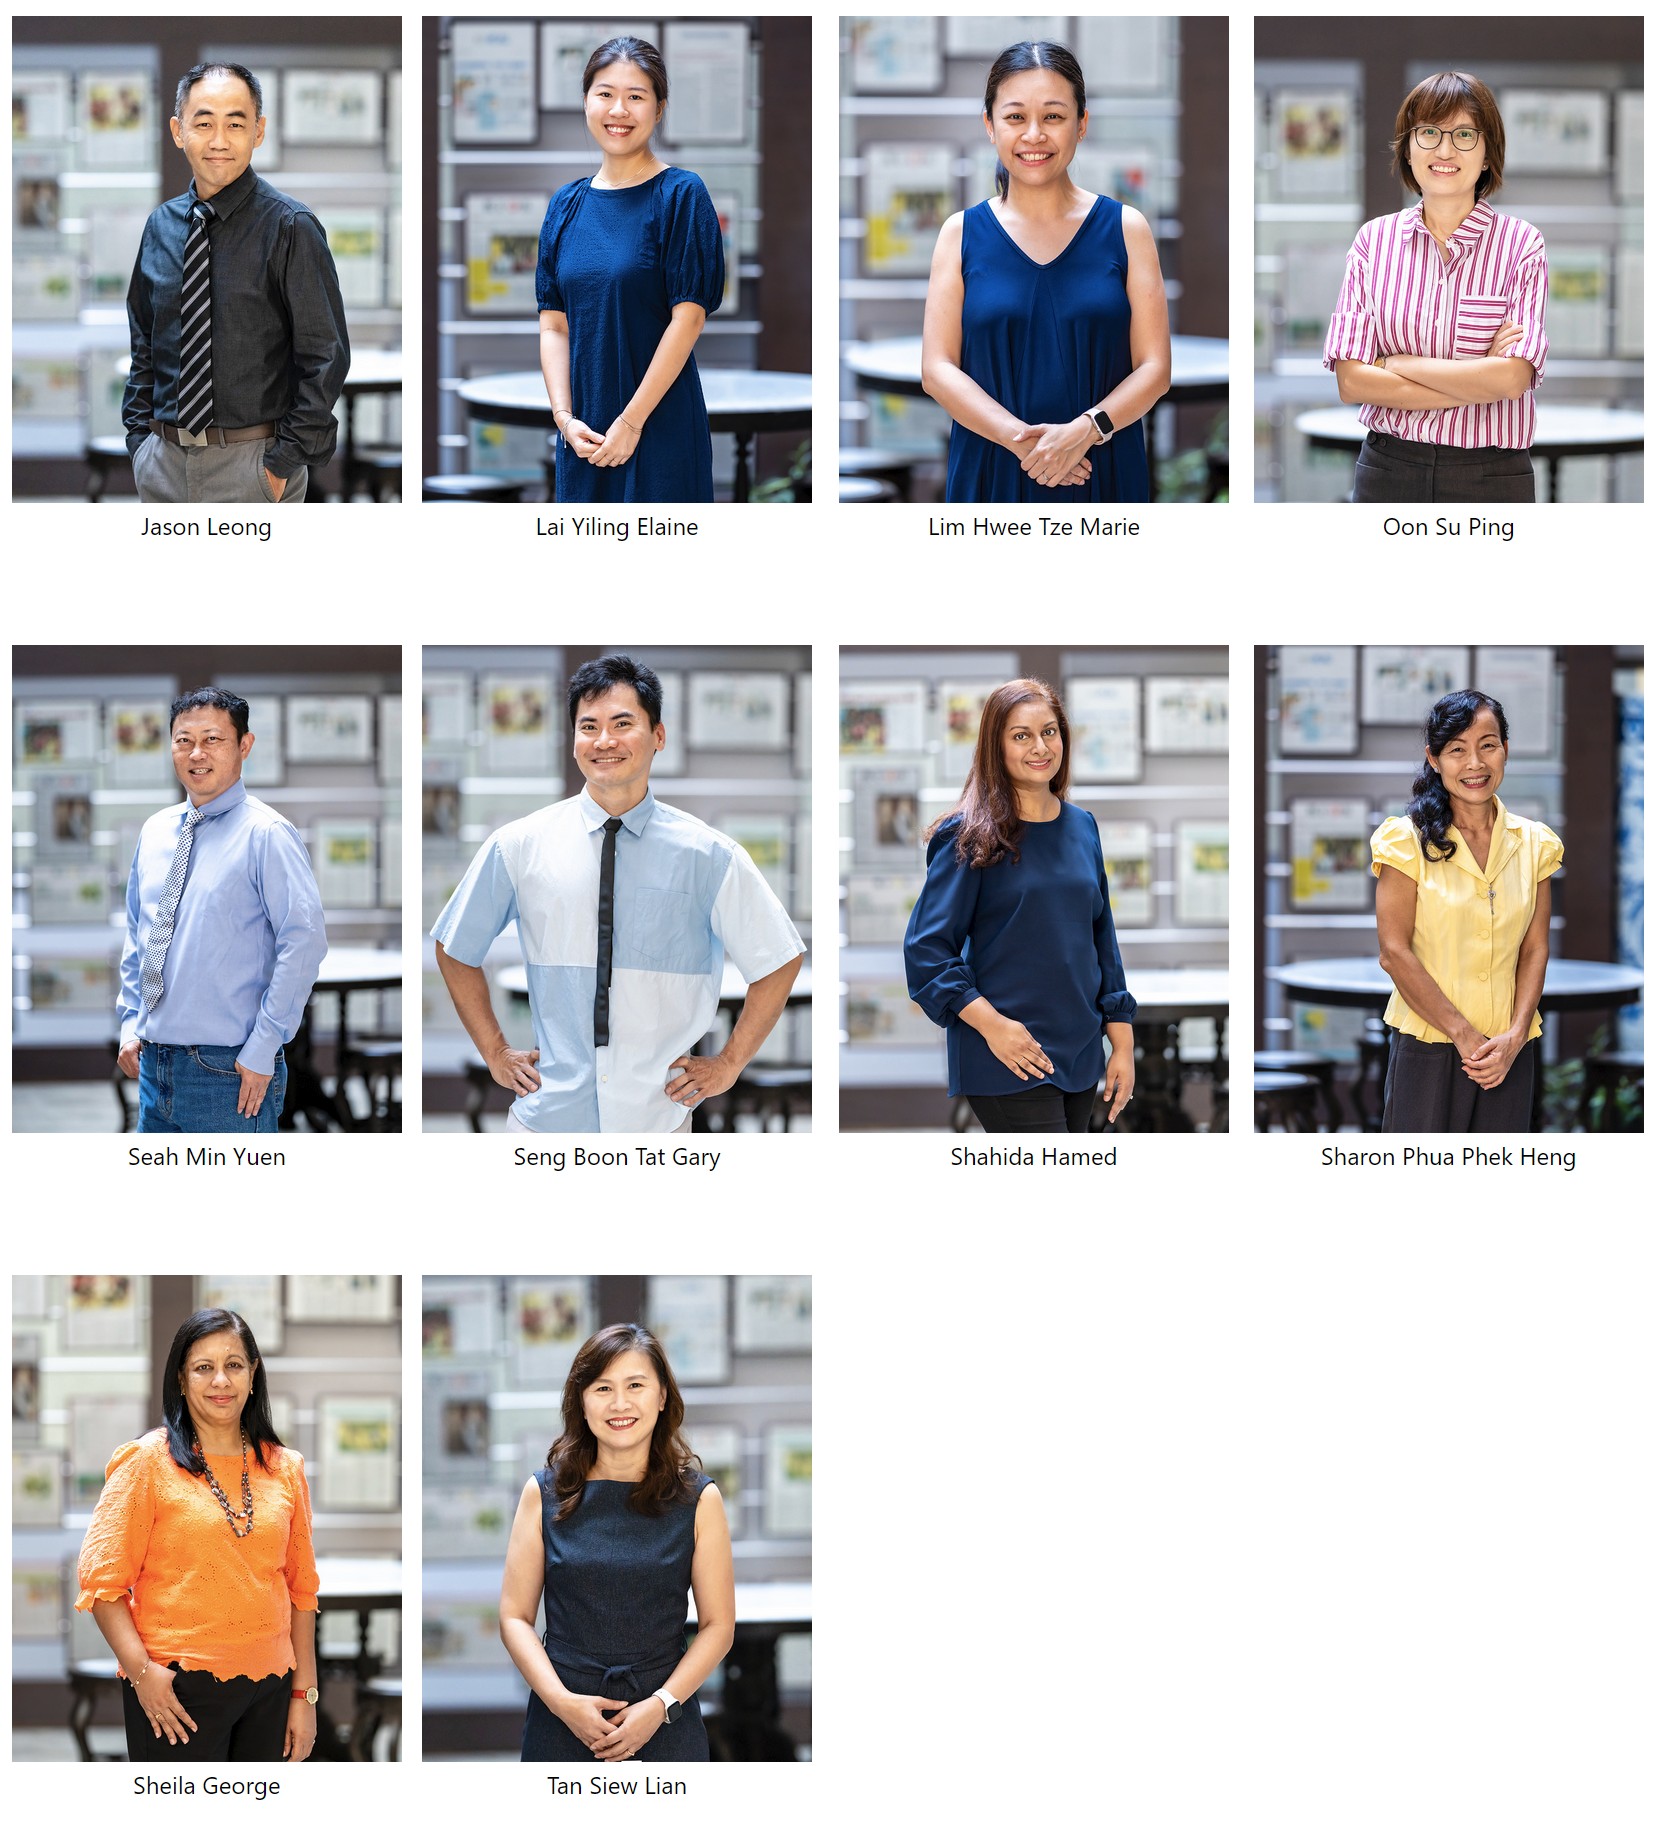 Jason Leong
Lai Yiling Elaine
Lim Hwee Tze Marie
Oon Su Ping
Seah Min Yuen
Seng Boon Tat Gary
Shahida Hamed
Sharon Phua Phek Heng
Sheila George
Tan Siew Lian